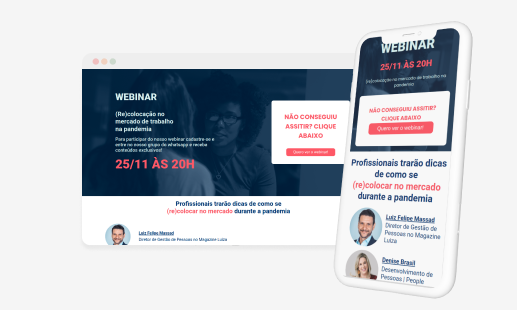 WEBINAR
(Re)colocação no
mercado de trabalho
na pandemia
Para participar do nosso webinar cadastre-se e
entre no nosso grupo do whatsapp e receba
conteúdos exclusivos!
25/11 ÀS 20H
NÃO CONSEGUIU
ASSITIR? CLIQUE
ABAIXO
Quero ver o webinar!
Profissionais trarão dicas de como se
(re)colocar no mercado durante a pandemia
Luiz Felipe Massad
Diretor de Gestão de Pessoas no Magazine Luiza
WEBINAR
25/11 ÀS 20H
(Re)colocação no mercado de trabalho na
pandemia
NÃO CONSEGUIU ASSITIR?
CLIQUE ABAIXO
Quero ver o webinar!
Profissionais trarão dicas
de como se
(re)colocar no mercado
durante a pandemia
Luiz Felipe Massad
Diretor de Gestão de
Pessoas no Magazine
Luiza
Denise Brasil
Desenvolvimento de
Pessoas | People